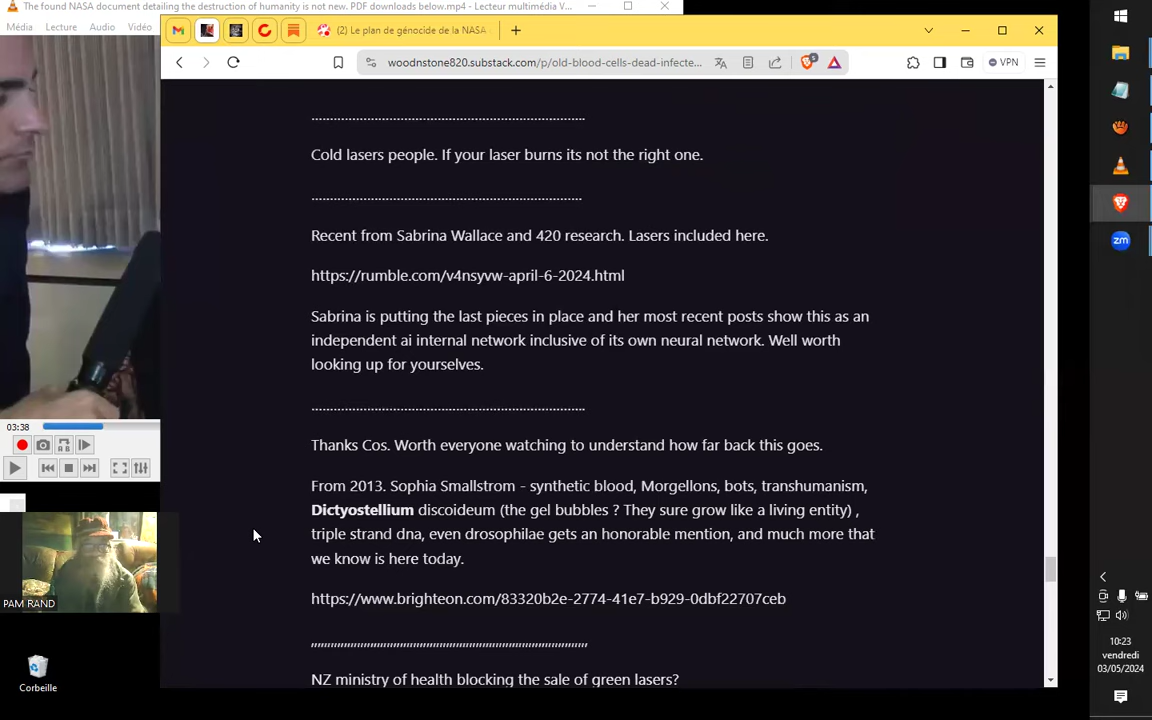 The found NASA document detailing the destruction of humanity is not new. PDF downloads below.mp4 - Lecteur multimédia V...
Média Lecture Audio Vidéo
(2) Le plan de génocide de la NASA
woodnstone820.substack.com/p/old-blood-cells-dead-infecte...
VPN
............................................................................................
Cold lasers people. If your laser burns its not the right one.
...........................................................................................
Recent from Sabrina Wallace and 420 research. Lasers included here.
https://rumble.com/v4nsyvw-april-6-2024.html
Sabrina is putting the last pieces in place and her most recent posts show this as an
independent ai internal network inclusive of its own neural network. Well worth
looking up for yourselves.
............................................................................................
Thanks Cos. Worth everyone watching to understand how far back this goes.
From 2013. Sophia Smallstrom - synthetic blood, Morgellons, bots, transhumanism,
Dictyostellium discoideum (the gel bubbles ? They sure grow like a living entity) ,
triple strand dna, even drosophilae gets an honorable mention, and much more that
we know is here today.
https://www.brighteon.com/83320b2e-2774-41e7-b929-0dbf22707ceb
,,,,,,,,,,,,,,,,,,,,,,,,,,,,,,,,,,,,,,,,,,,,,,,,,,,,,,,,,,,,,,,,,,,,,,,,,,,,,,,,,,,,,,,,,,,,
NZ ministry of health blocking the sale of green lasers?
03:38
PAM RAND
Corbeille
zm
10:23
vendredi
03/05/2024